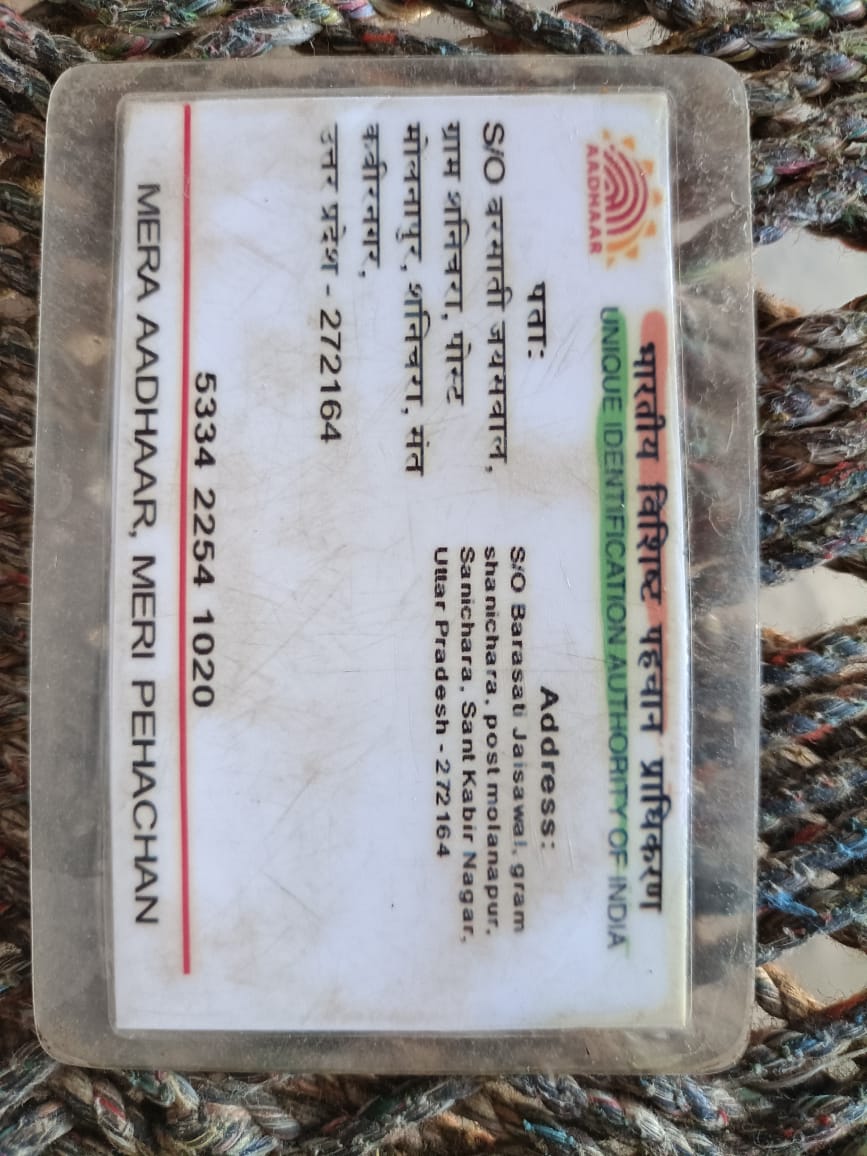 भारतीय विशिष्ट पहचान प्राधिकरण
UNIQUE IDENTIFICATION AUTHORITY OF INDIA
AADHAAR
पता:
S/O बरसाती जयसवाल,
ग्राम शनिचरा, पोस्ट
मोलनापुर, शनिचरा, संत
कबीरनगर,
उत्तर प्रदेश - 272164
Address:
S/O Barasati Jaisawal, gram
shanichara, post molanapur,
Sanichara, Sant Kabir Nagar,
Uttar Pradesh - 272164
5334 2254 1020
MERA AADHAAR, MERI PEHACHAN